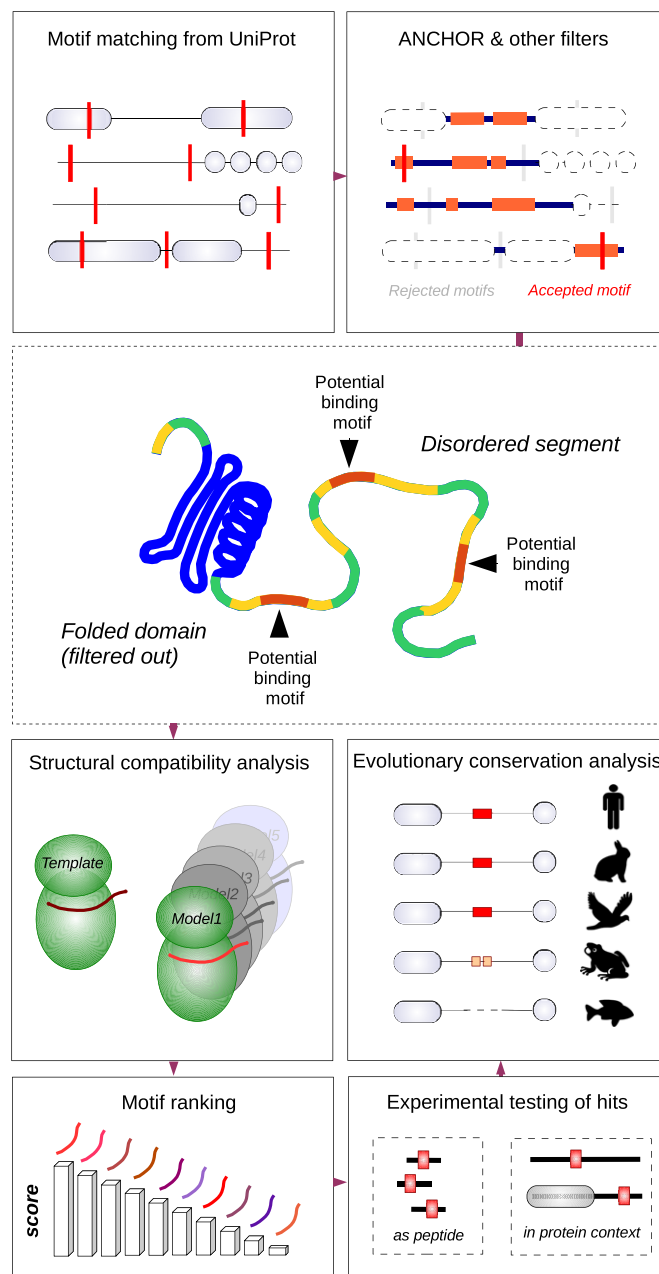 Motif matching from UniProt
ANCHOR & other filters
Rejected motifs
Accepted motif
Potential
binding
motif
Disordered segment
Potential
binding
motif
Folded domain
(filtered out)
Potential
binding
motif
Structural compatibility analysis
Template
Model1
Evolutionary conservation analysis
Motif ranking
score
Experimental testing of hits
as peptide
in protein context